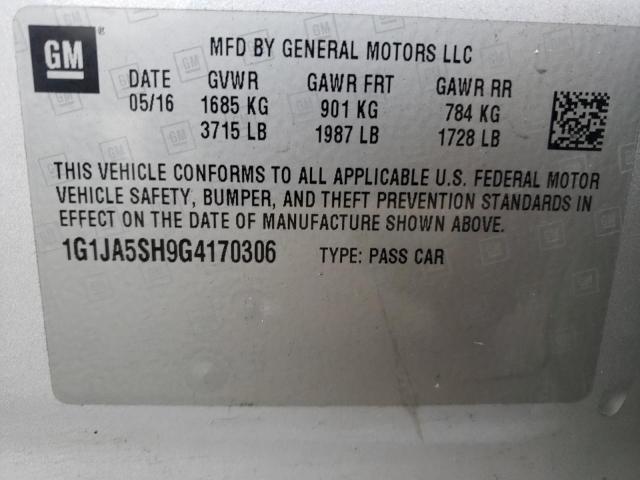 GM
MFD BY GENERAL MOTORS LLC
DATE GVWR GAWR FRT GAWR RR
05/16 1685 KG 901 KG 784 KG
3715 LB 1987 LB 1728 LB
THIS VEHICLE CONFORMS TO ALL APPLICABLE U.S. FEDERAL MOTOR
VEHICLE SAFETY, BUMPER, AND THEFT PREVENTION STANDARDS IN
EFFECT ON THE DATE OF MANUFACTURE SHOWN ABOVE.
1G1JA5SH9G4170306 TYPE: PASS CAR